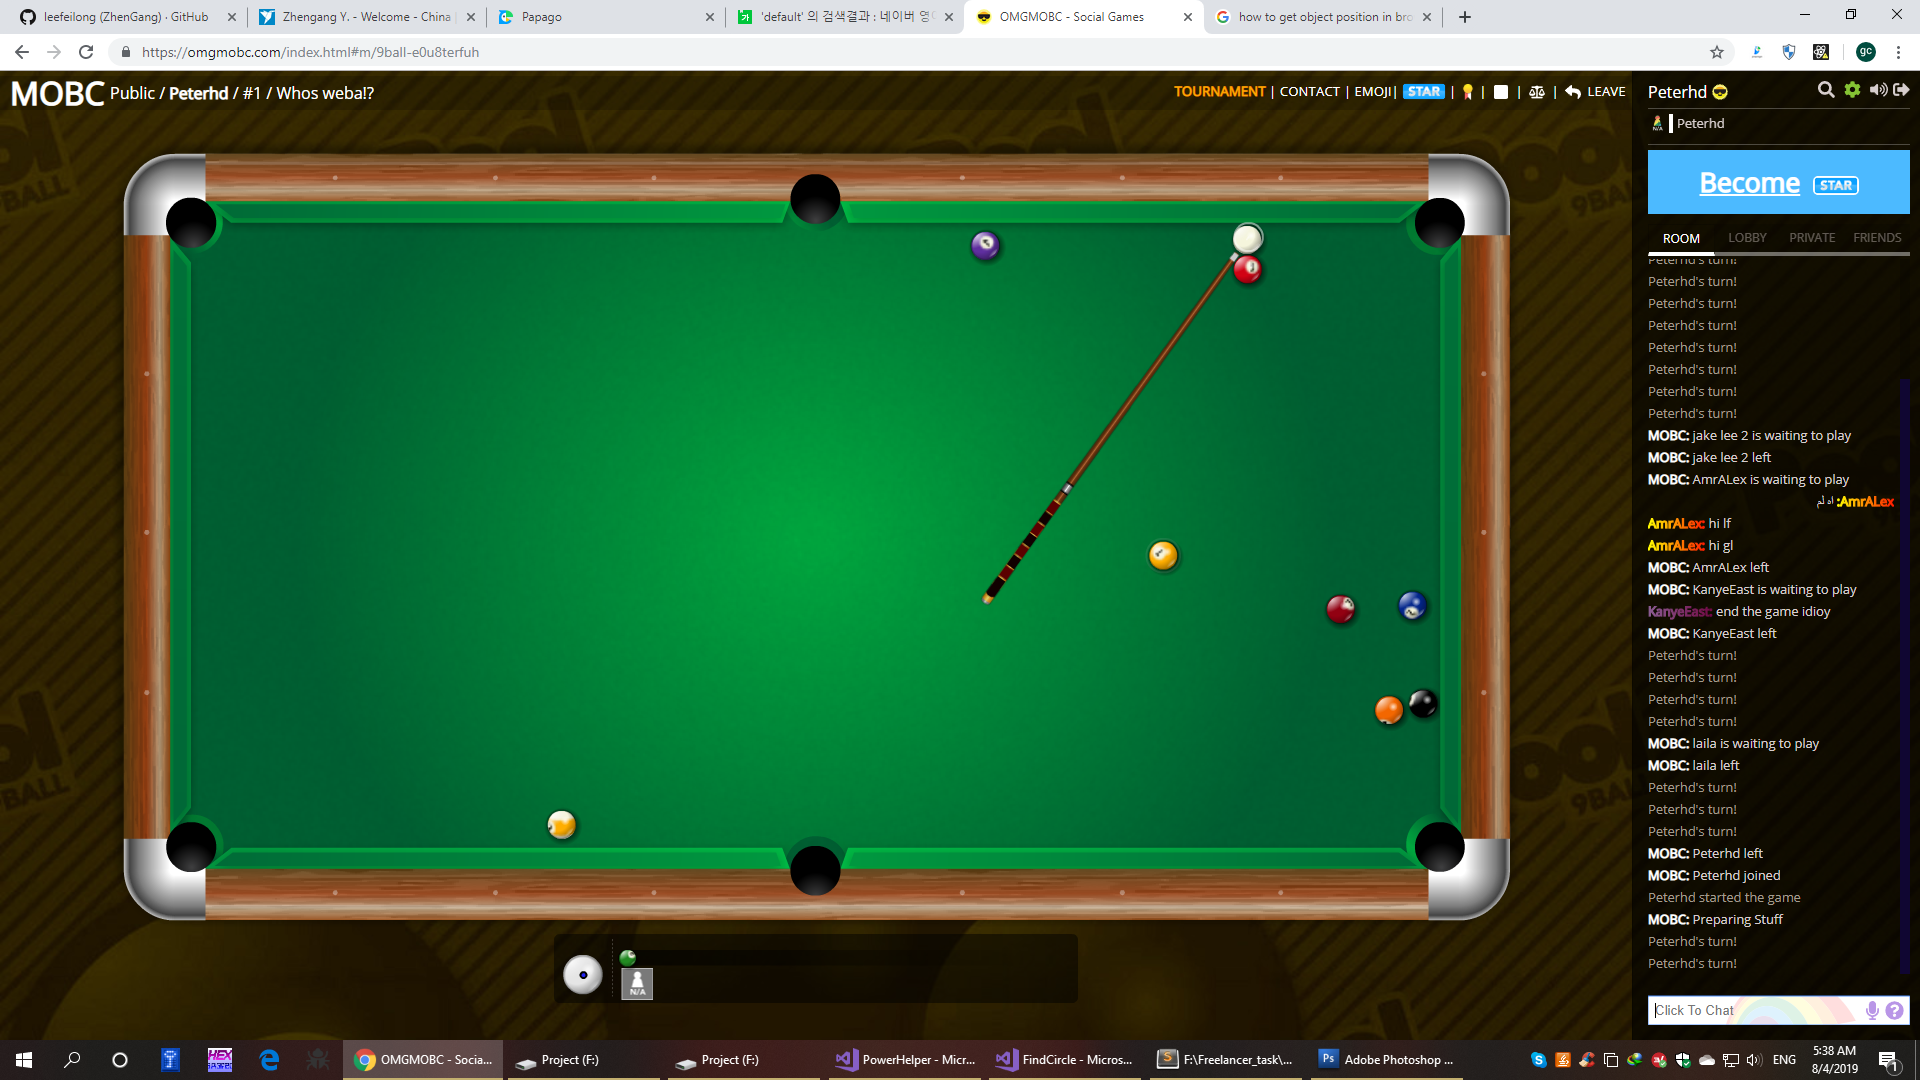 leefeilong (ZhenGang) · GitHub
Zhengang Y. - Welcome - China
Papago
'default' 의 검색결과 : 네이버 영
OMGMOBC - Social Games
how to get object position in bro
https://omgmobc.com/index.html#m/9ball-e0u8terfuh
gc
MOBC Public / Peterhd / #1 / Whos weba!?
TOURNAMENT | CONTACT | EMOJI | STAR | | | | LEAVE
Peterhd
N/A Peterhd
Become STAR
ROOM LOBBY PRIVATE FRIENDS
Peterhd's turn!
Peterhd's turn!
Peterhd's turn!
Peterhd's turn!
Peterhd's turn!
Peterhd's turn!
Peterhd's turn!
Peterhd's turn!
MOBC: jake lee 2 is waiting to play
MOBC: jake lee 2 left
MOBC: AmrALex is waiting to play
AmrALex: اه لم
AmrALex: hi lf
AmrALex: hi gl
MOBC: AmrALex left
MOBC: KanyeEast is waiting to play
KanyeEast: end the game idioy
MOBC: KanyeEast left
Peterhd's turn!
Peterhd's turn!
Peterhd's turn!
Peterhd's turn!
MOBC: laila is waiting to play
MOBC: laila left
Peterhd's turn!
Peterhd's turn!
Peterhd's turn!
MOBC: Peterhd left
MOBC: Peterhd joined
Peterhd started the game
MOBC: Preparing Stuff
Peterhd's turn!
Peterhd's turn!
Click To Chat
N/A
OMGMOBC - Socia...
Project (F:)
Project (F:)
PowerHelper - Micr...
FindCircle - Micros...
F:\Freelancer_task\...
Adobe Photoshop ...
ENG
5:38 AM
8/4/2019
1